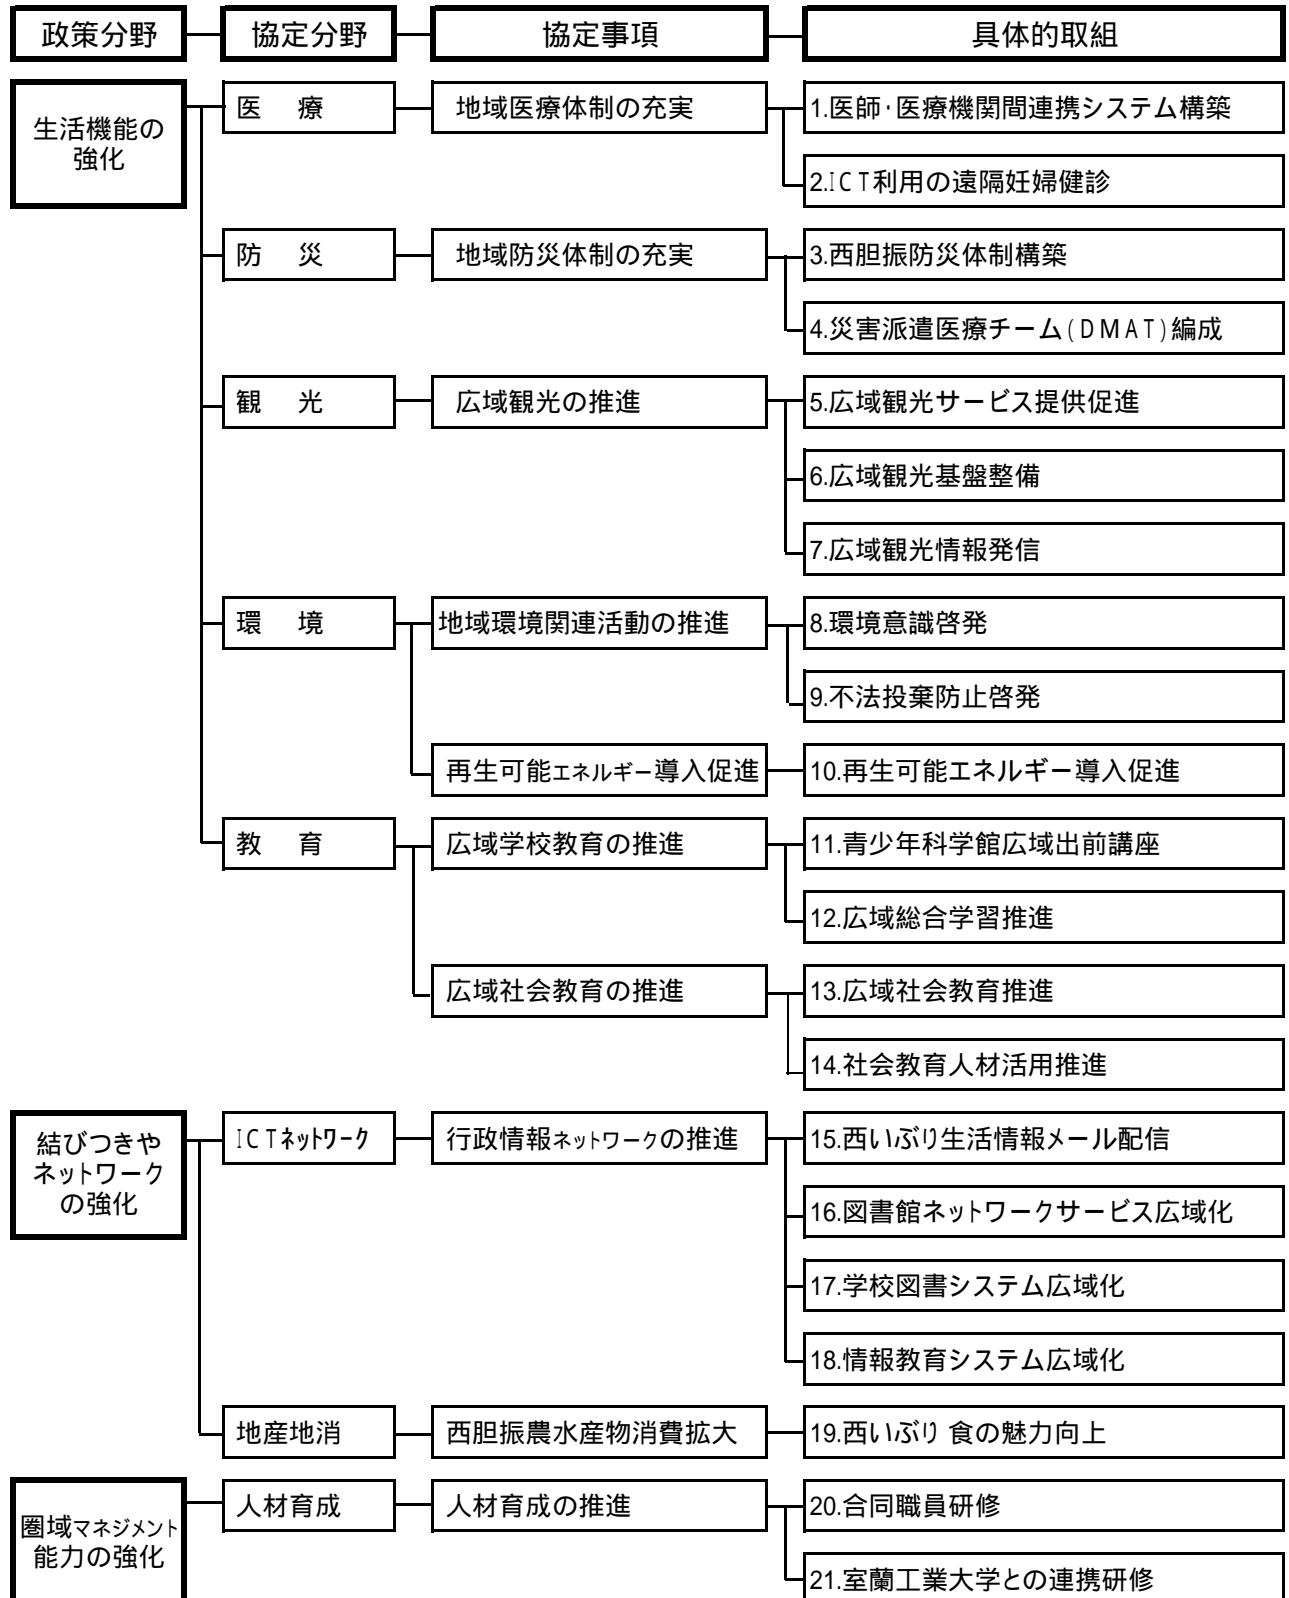 政策分野 協定分野 協定事項 具体的取組
生活機能の
強化
医　療 地域医療体制の充実 1.医師･医療機関間連携システム構築
2.ICT利用の遠隔妊婦健診
防　災 地域防災体制の充実 3.西胆振防災体制構築
4.災害派遣医療チーム(DMAT)編成
観　光 広域観光の推進 5.広域観光サービス提供促進
6.広域観光基盤整備
7.広域観光情報発信
環　境 地域環境関連活動の推進 8.環境意識啓発
9.不法投棄防止啓発
再生可能エネルギー導入促進 10.再生可能エネルギー導入促進
教　育 広域学校教育の推進 11.青少年科学館広域出前講座
12.広域総合学習推進
広域社会教育の推進 13.広域社会教育推進
14.社会教育人材活用推進
結びつきや
ネットワーク
の強化
ICTﾈｯﾄﾜｰｸ 行政情報ネットワークの推進 15.西いぶり生活情報メール配信
16.図書館ネットワークサービス広域化
17.学校図書システム広域化
18.情報教育システム広域化
地産地消 西胆振農水産物消費拡大 19.西いぶり 食の魅力向上
圏域マネジメント
能力の強化
人材育成 人材育成の推進 20.合同職員研修
21.室蘭工業大学との連携研修